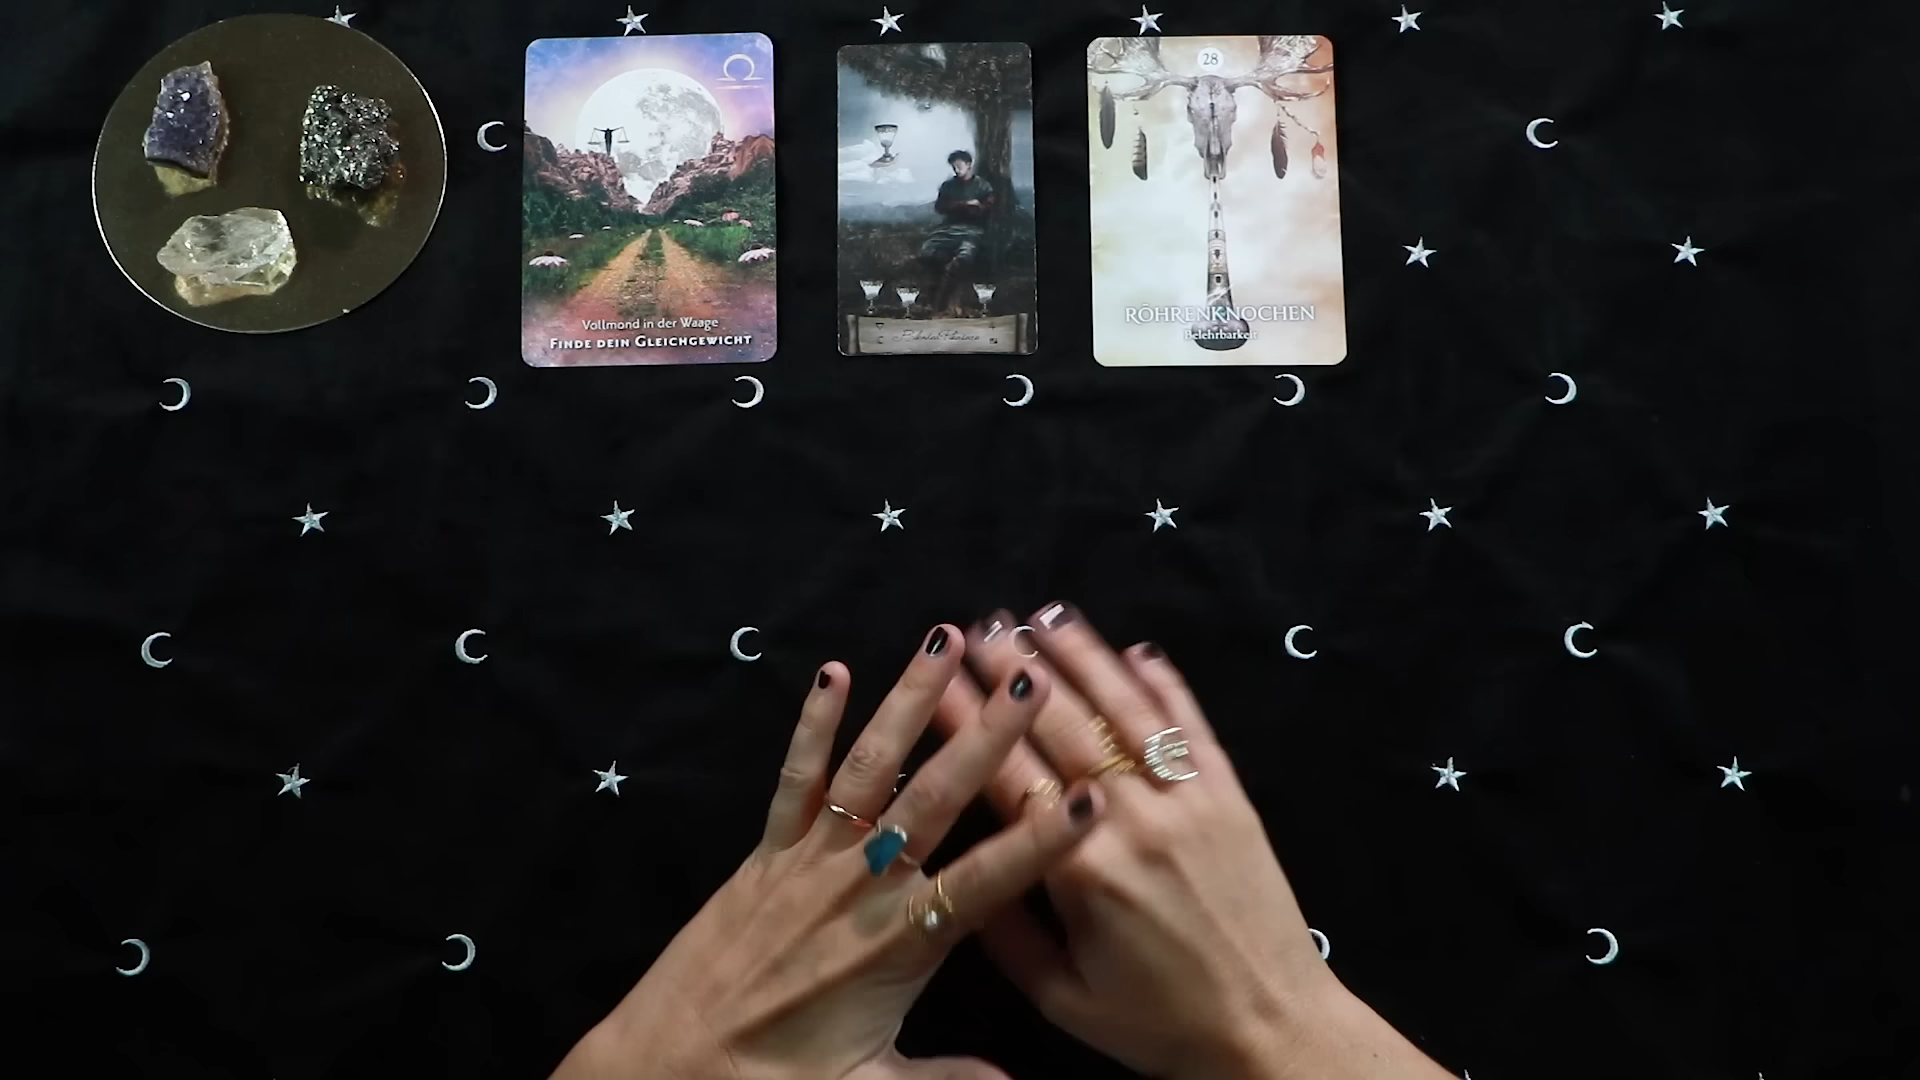 Vollmond in der Waage
FINDE DEIN GLEICHGEWICHT
28
RÖHRENKNOCHEN
Belehrbarkeit